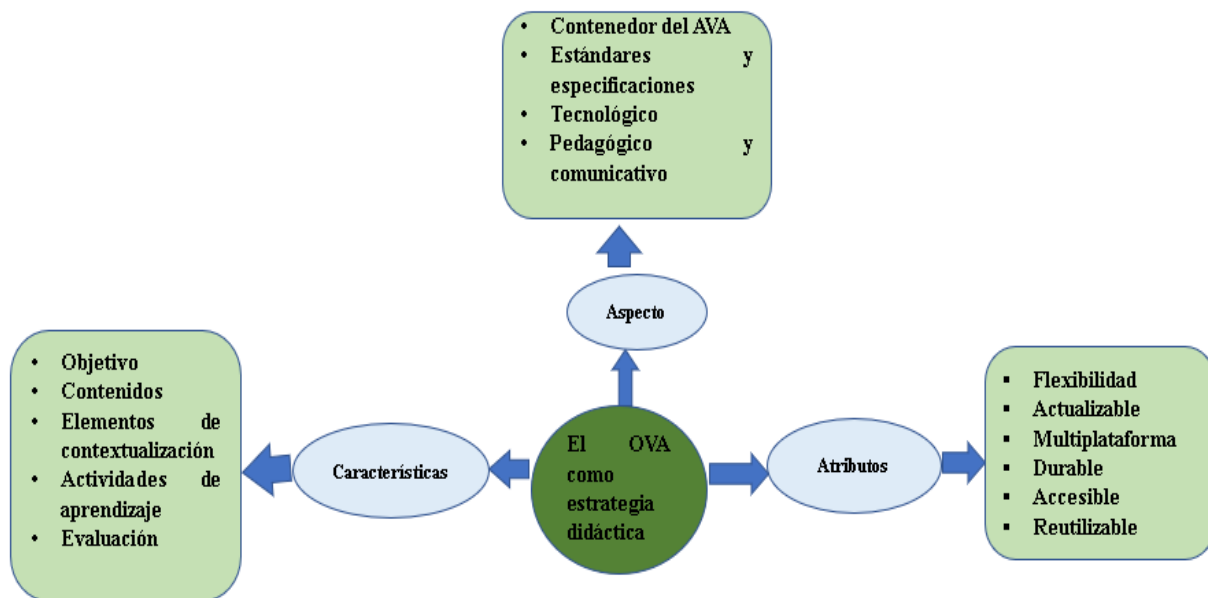 • Contenedor del AVA
• Estándares y
especificaciones
• Tecnológico
• Pedagógico y
comunicativo
Aspecto
• Objetivo
• Contenidos
• Elementos de
contextualización
• Actividades de
aprendizaje
• Evaluación
Característísticas
El OVA
como
estrategia
didáctica
Atributos
▪ Flexibilidad
▪ Actualizable
▪ Multiplataforma
▪ Durable
▪ Accesible
▪ Reutilizable